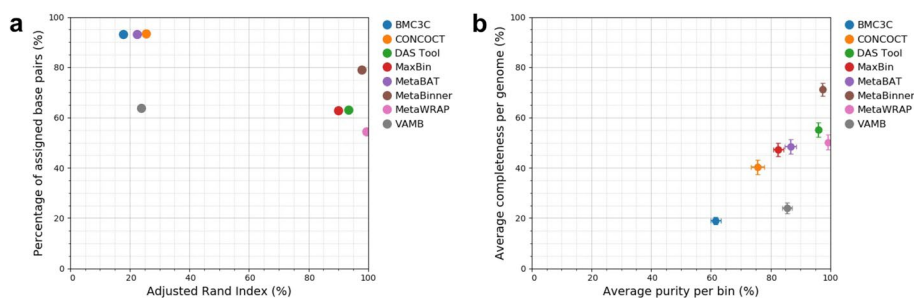 a
Percentage of assigned base pairs (%)
100
80
60
40
20
0
0 20 40 60 80 100
Adjusted Rand Index (%)
BMC3C
CONCOCT
DAS Tool
MaxBin
MetaBAT
MetaBinner
MetaWRAP
VAMB
b
Average completeness per genome (%)
100
80
60
40
20
0
0 20 40 60 80 100
Average purity per bin (%)
BMC3C
CONCOCT
DAS Tool
MaxBin
MetaBAT
MetaBinner
MetaWRAP
VAMB